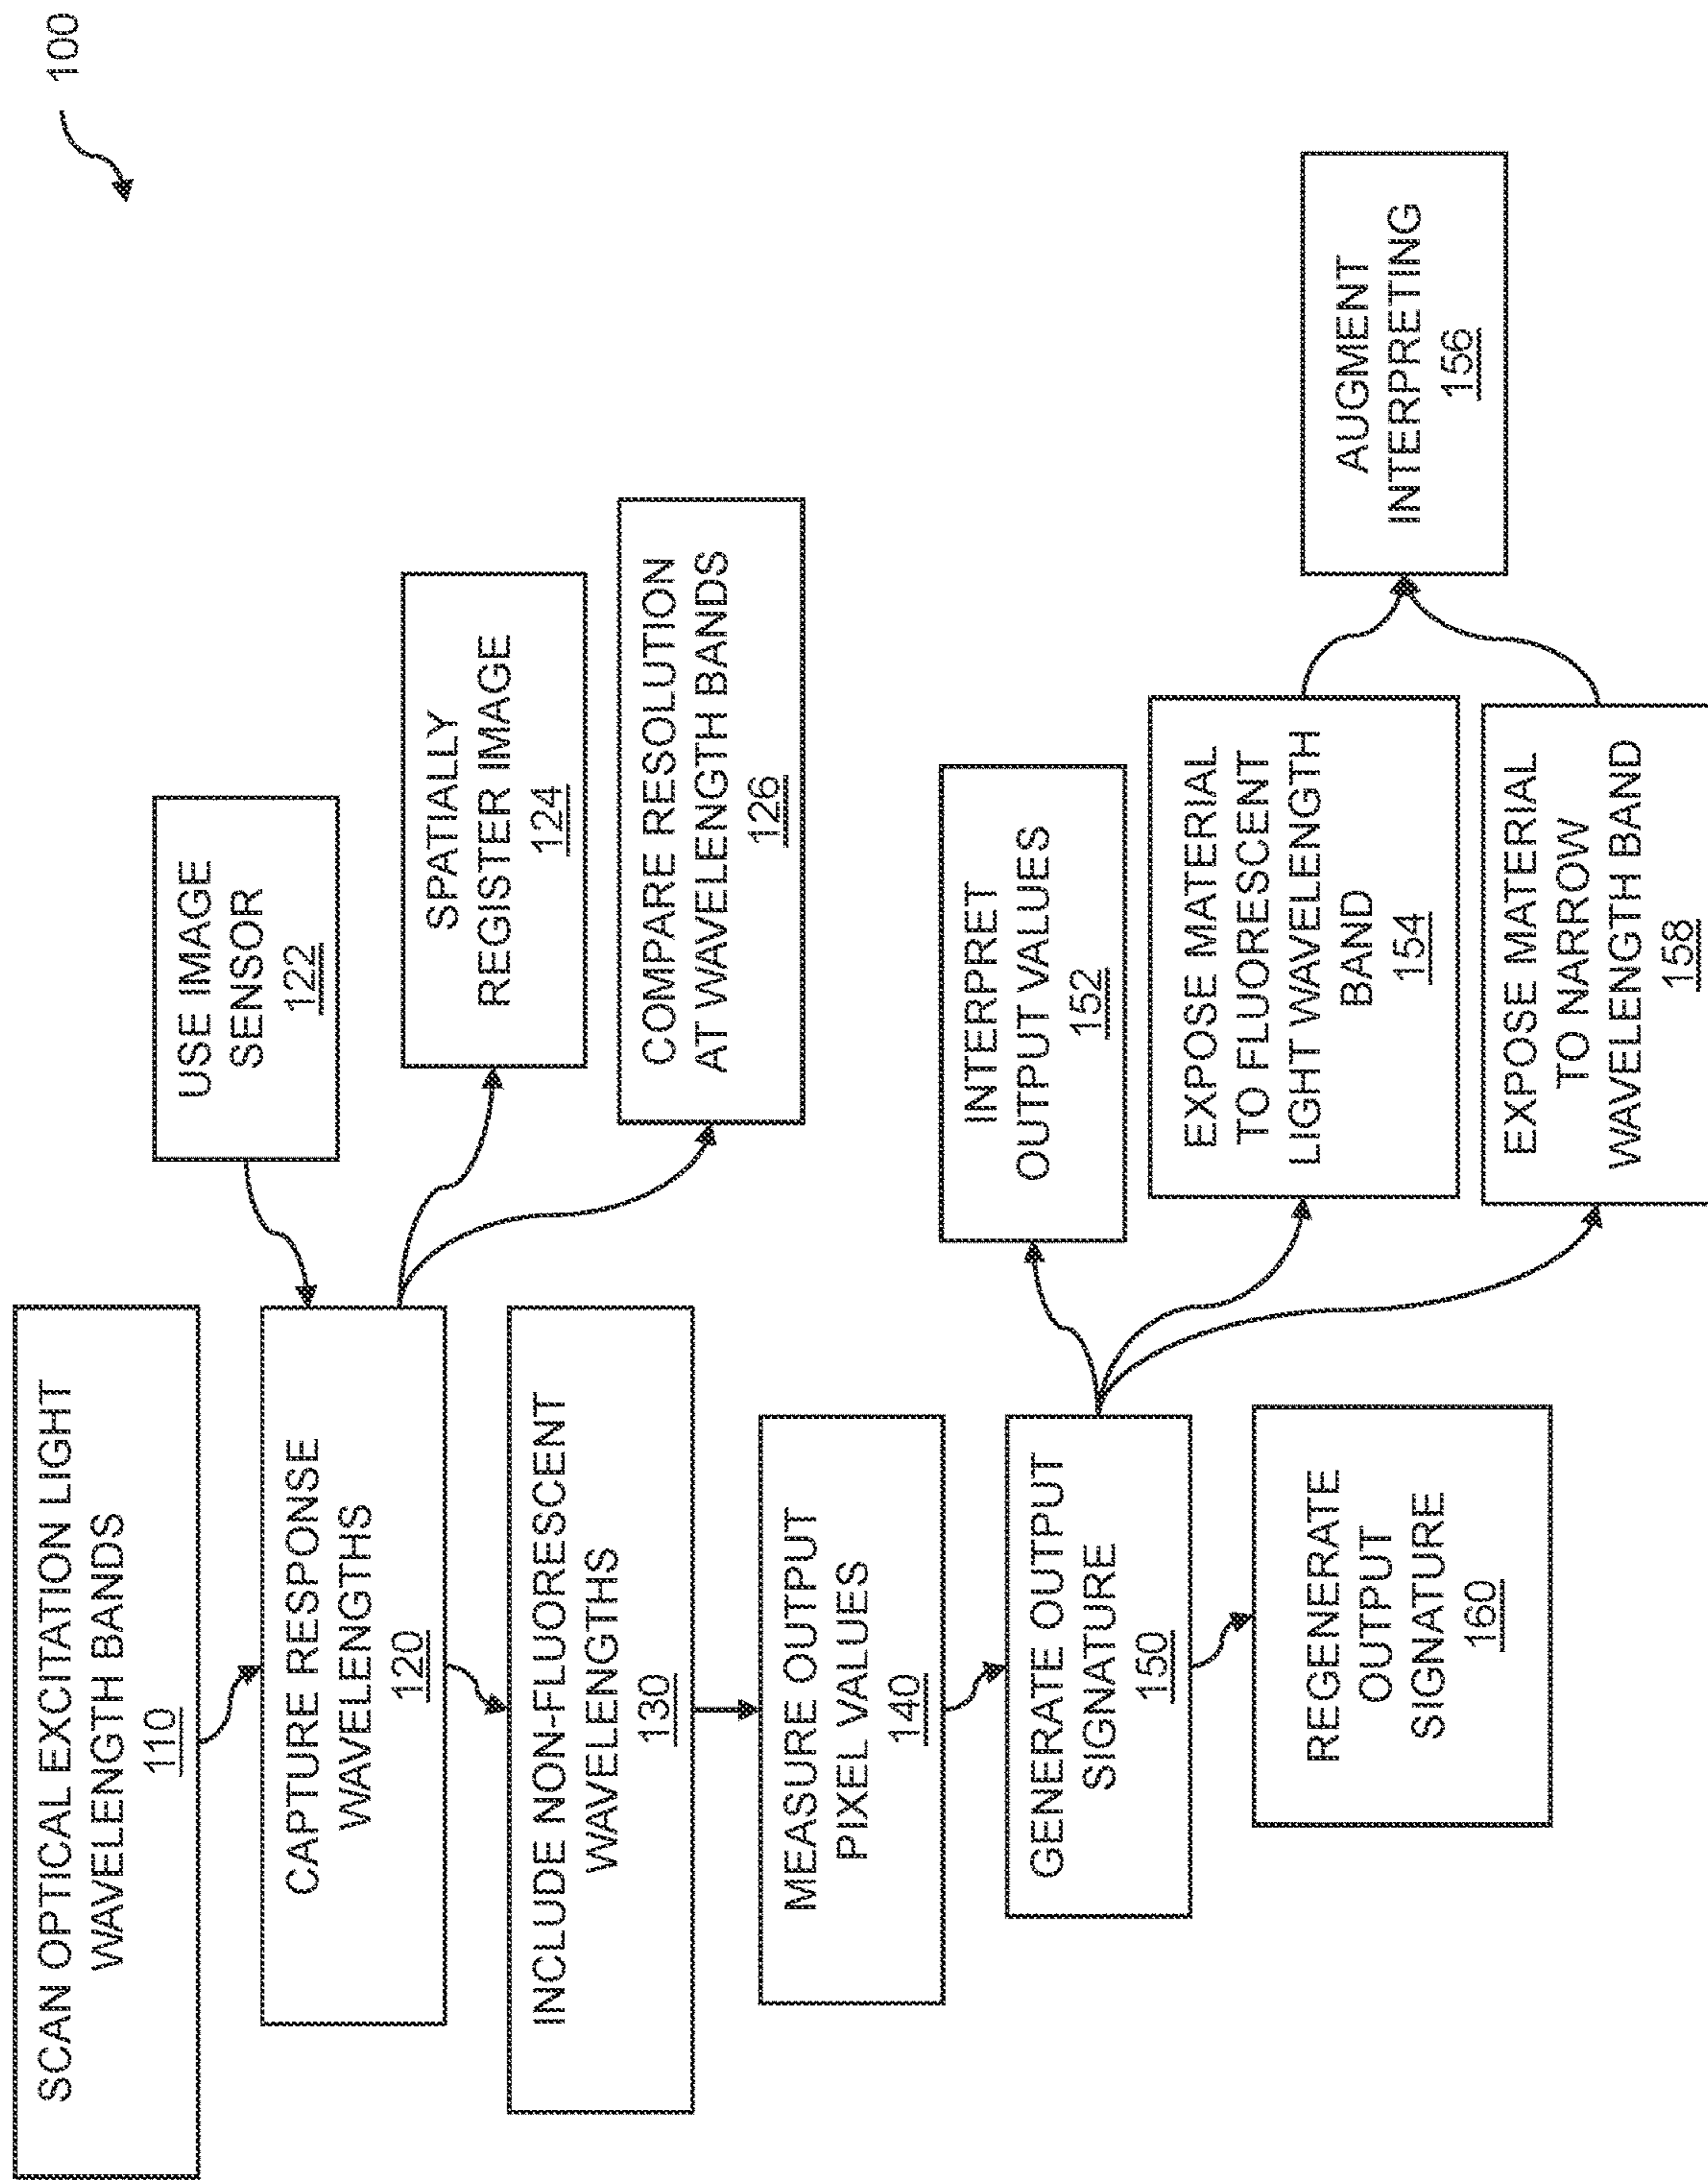 100
SCAN OPTICAL EXCITATION LIGHT
WAVELENGTH BANDS
110
USE IMAGE
SENSOR
122
CAPTURE RESPONSE
WAVELENGTHS
120
SPATIALLY
REGISTER IMAGE
124
COMPARE RESOLUTION
AT WAVELENGTH BANDS
126
INCLUDE NON-FLUORESCENT
WAVELENGTHS
130
MEASURE OUTPUT
PIXEL VALUES
140
GENERATE OUTPUT
SIGNATURE
150
INTERPRET
OUTPUT VALUES
152
EXPOSE MATERIAL
TO FLUORESCENT
LIGHT WAVELENGTH
BAND
154
EXPOSE MATERIAL
TO NARROW
WAVELENGTH BAND
158
AUGMENT
INTERPRETING
156
REGENERATE
OUTPUT
SIGNATURE
160